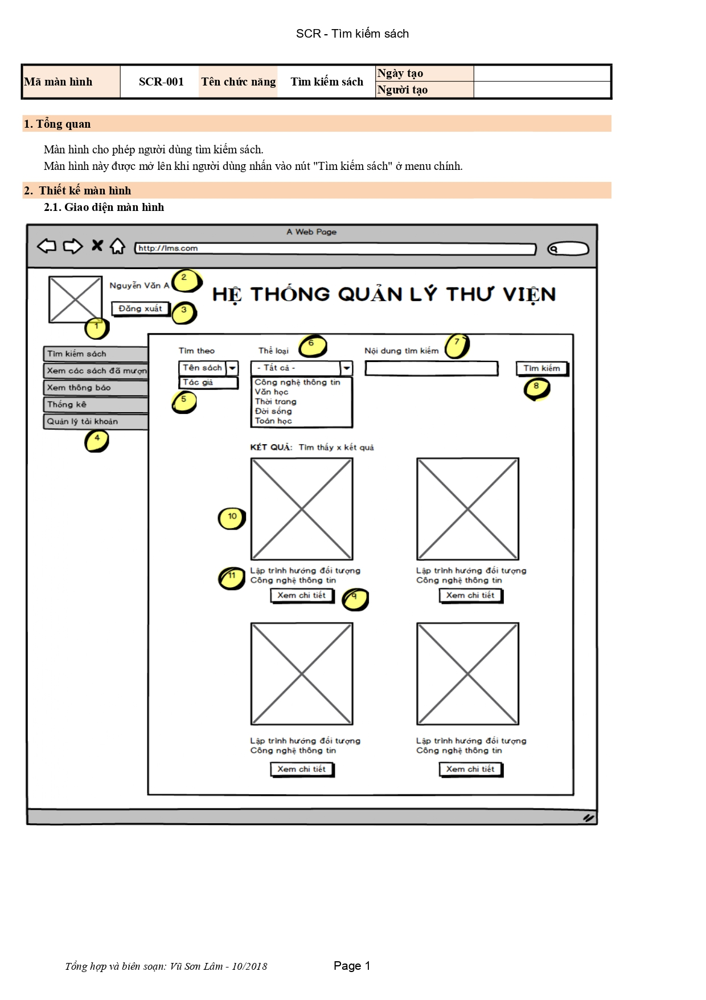 SCR - Tìm kiếm sách
Mã màn hình SCR-001 Tên chức năng Tìm kiếm sách Ngày tạo
Người tạo
1. Tổng quan
Màn hình cho phép người dùng tìm kiếm sách.
Màn hình này được mở lên khi người dùng nhấn vào nút "Tìm kiếm sách" ở menu chính.
2. Thiết kế màn hình
2.1. Giao diện màn hình
A Web Page
http://lms.com
Nguyễn Văn A 2
HỆ THỐNG QUẢN LÝ THƯ VIỆN
Đăng xuất 3
1
Tìm kiếm sách
Xem các sách đã mượn
Xem thông báo
Thống kê
Quản lý tài khoản
4
Tìm theo Thể loại 6 Nội dung tìm kiếm 7
Tên sách - Tất cả - Tìm kiếm
Tác giả
5
8
Công nghệ thông tin
Văn học
Thời trang
Đời sống
Toán học
KẾT QUẢ: Tìm thấy x kết quả
10
11
Lập trình hướng đối tượng Lập trình hướng đối tượng
Công nghệ thông tin Công nghệ thông tin
Xem chi tiết 9 Xem chi tiết
Lập trình hướng đối tượng Lập trình hướng đối tượng
Công nghệ thông tin Công nghệ thông tin
Xem chi tiết Xem chi tiết
Tổng hợp và biên soạn: Vũ Sơn Lâm - 10/2018 Page 1